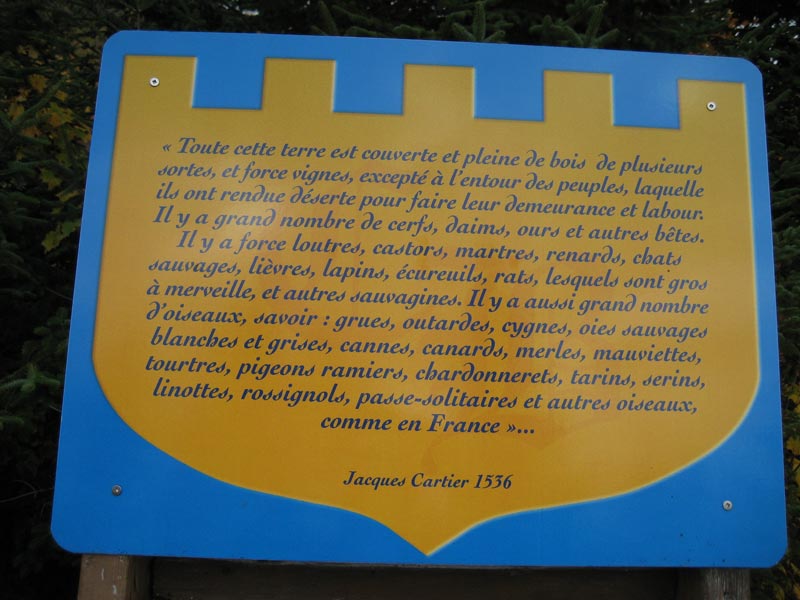 « Toute cette terre est couverte et pleine de bois de plusieurs
sortes, et force vignes, excepté à l'entour des peuples, laquelle
ils ont rendue déserte pour faire leur demeurance et labour.
Il y a grand nombre de cerfs, daims, ours et autres bêtes.
Il y a force loutres, castors, martres, renards, chats
sauvages, lièvres, lapins, écureuils, rats, lesquels sont gros
à merveille, et autres sauvagines. Il y a aussi grand nombre
d'oiseaux, savoir : grues, outardes, cygnes, oies sauvages
blanches et grises, cannes, canards, merles, mauviettes,
tourtres, pigeons ramiers, chardonnerets, tarins, serins,
linottes, rossignols, passe-solitaires et autres oiseaux,
comme en France »...
Jacques Cartier 1536